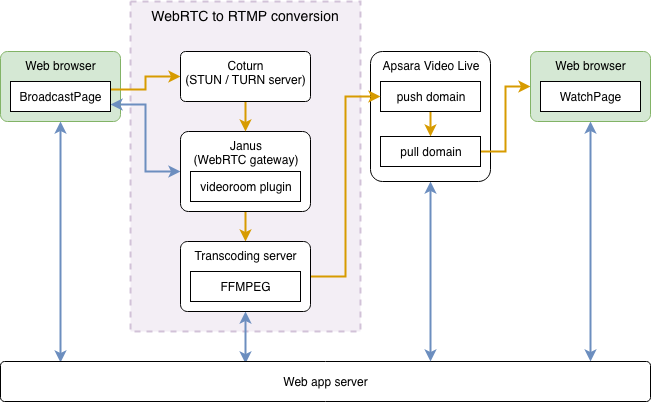 WebRTC to RTMP conversion
Web browser
BroadcastPage
Coturn
(STUN / TURN server)
Janus
(WebRTC gateway)
videoroom plugin
Transcoding server
FFMPEG
Apsara Video Live
push domain
pull domain
Web browser
WatchPage
Web app server